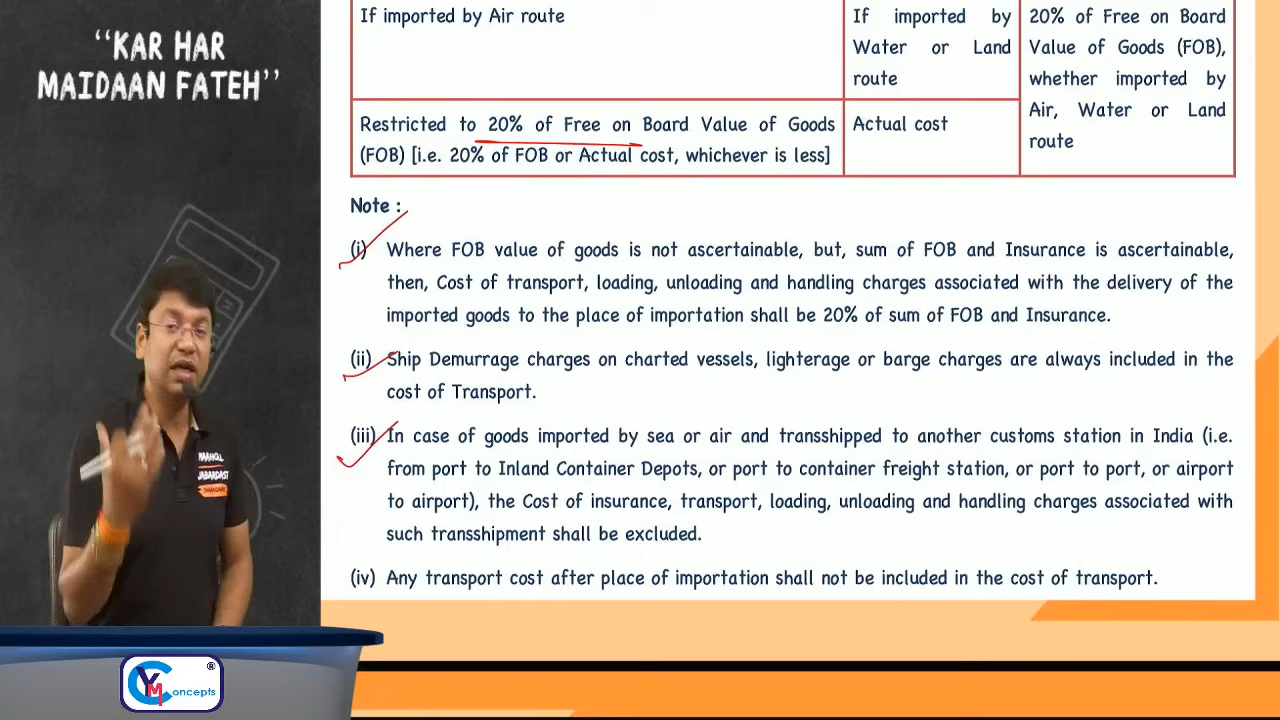 “KAR HAR
MAIDAAN FATEH”
If imported by Air route
If imported by
Water or Land
route
20% of Free on Board
Value of Goods (FOB),
whether imported by
Air, Water or Land
route
Restricted to 20% of Free on Board Value of Goods
(FOB) [i.e. 20% of FOB or Actual cost, whichever is less]
Actual cost
Note :
(i) Where FOB value of goods is not ascertainable, but, sum of FOB and Insurance is ascertainable,
then, Cost of transport, loading, unloading and handling charges associated with the delivery of the
imported goods to the place of importation shall be 20% of sum of FOB and Insurance.
(ii) Ship Demurrage charges on charted vessels, lighterage or barge charges are always included in the
cost of Transport.
(iii) In case of goods imported by sea or air and transshipped to another customs station in India (i.e.
from port to Inland Container Depots, or port to container freight station, or port to port, or airport
to airport), the Cost of insurance, transport, loading, unloading and handling charges associated with
such transshipment shall be excluded.
(iv) Any transport cost after place of importation shall not be included in the cost of transport.
JABARDAST
YMConcepts®